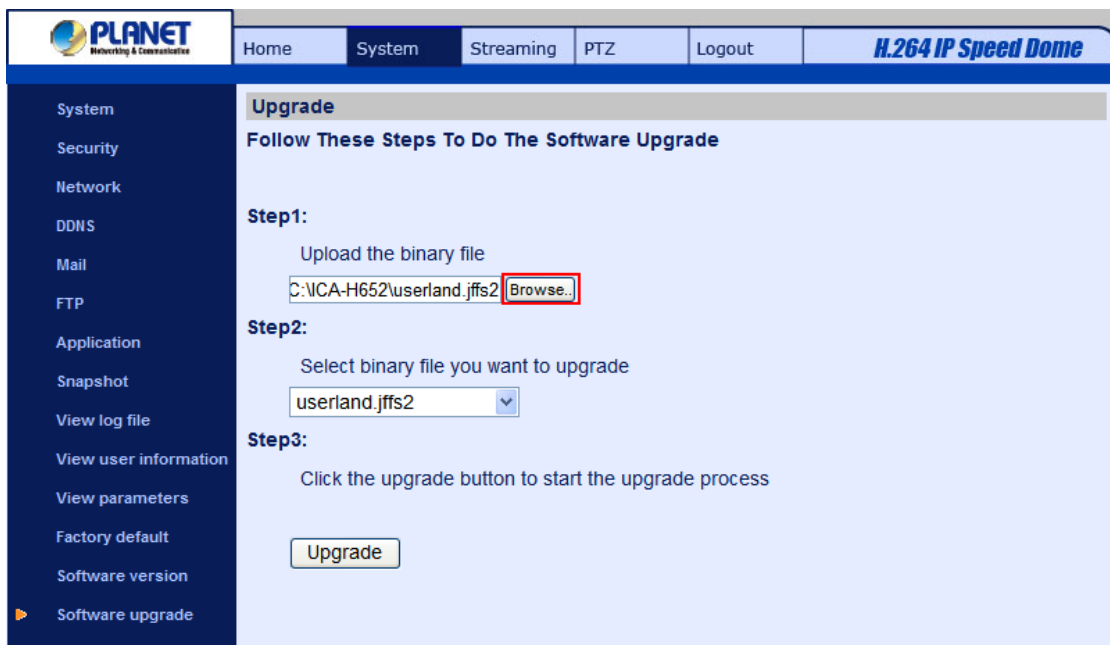 PLANET
Networking & Communication
Home System Streaming PTZ Logout H.264 IP Speed Dome
System
Security
Network
DDNS
Mail
FTP
Application
Snapshot
View log file
View user information
View parameters
Factory default
Software version
Software upgrade
Upgrade
Follow These Steps To Do The Software Upgrade
Step1:
Upload the binary file
C:\ICA-H652\userland.jffs2 Browse..
Step2:
Select binary file you want to upgrade
userland.jffs2
Step3:
Click the upgrade button to start the upgrade process
Upgrade